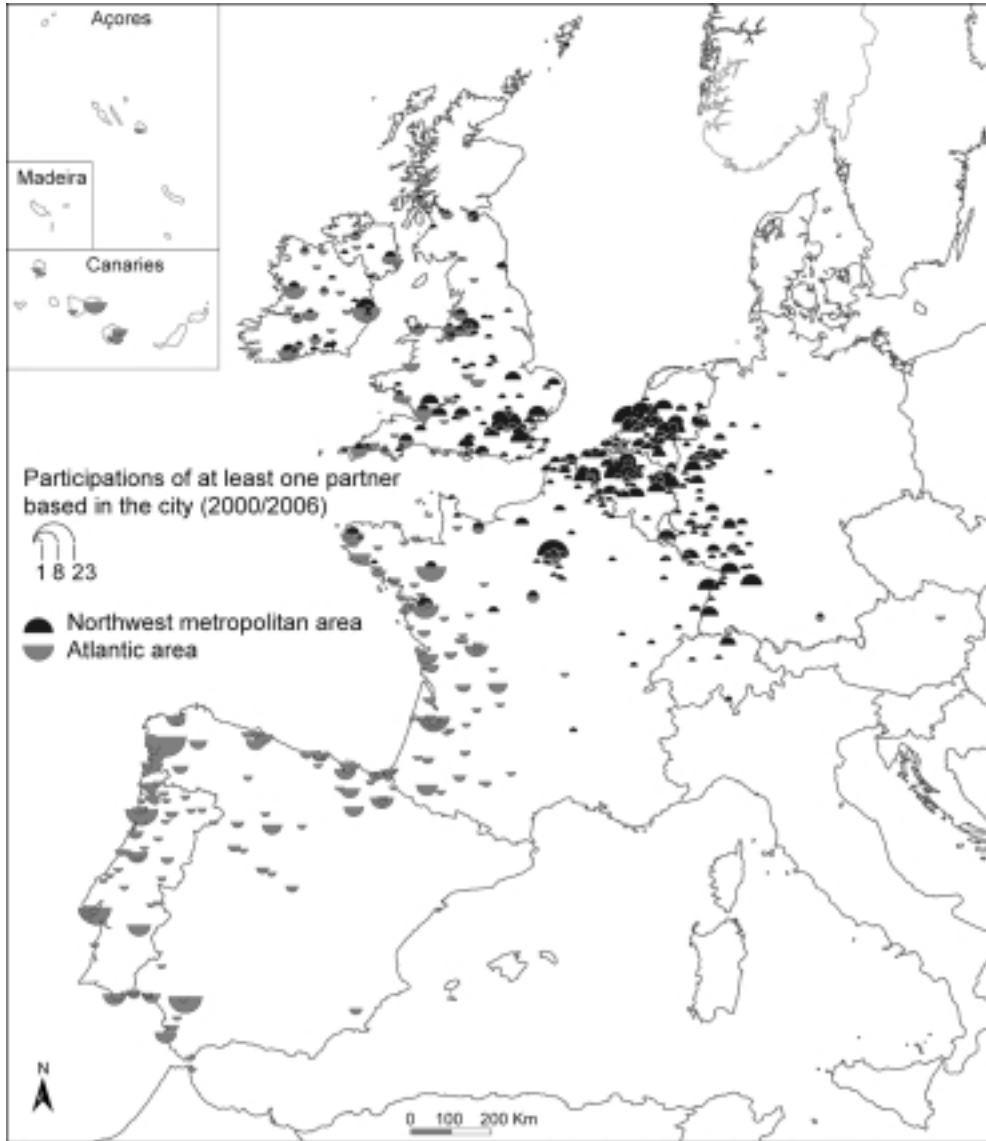 Açores
Madeira
Canaries
Participations of at least one partner
based in the city (2000/2006)
1 8 23
Northwest metropolitan area
Atlantic area
N
0 100 200 Km